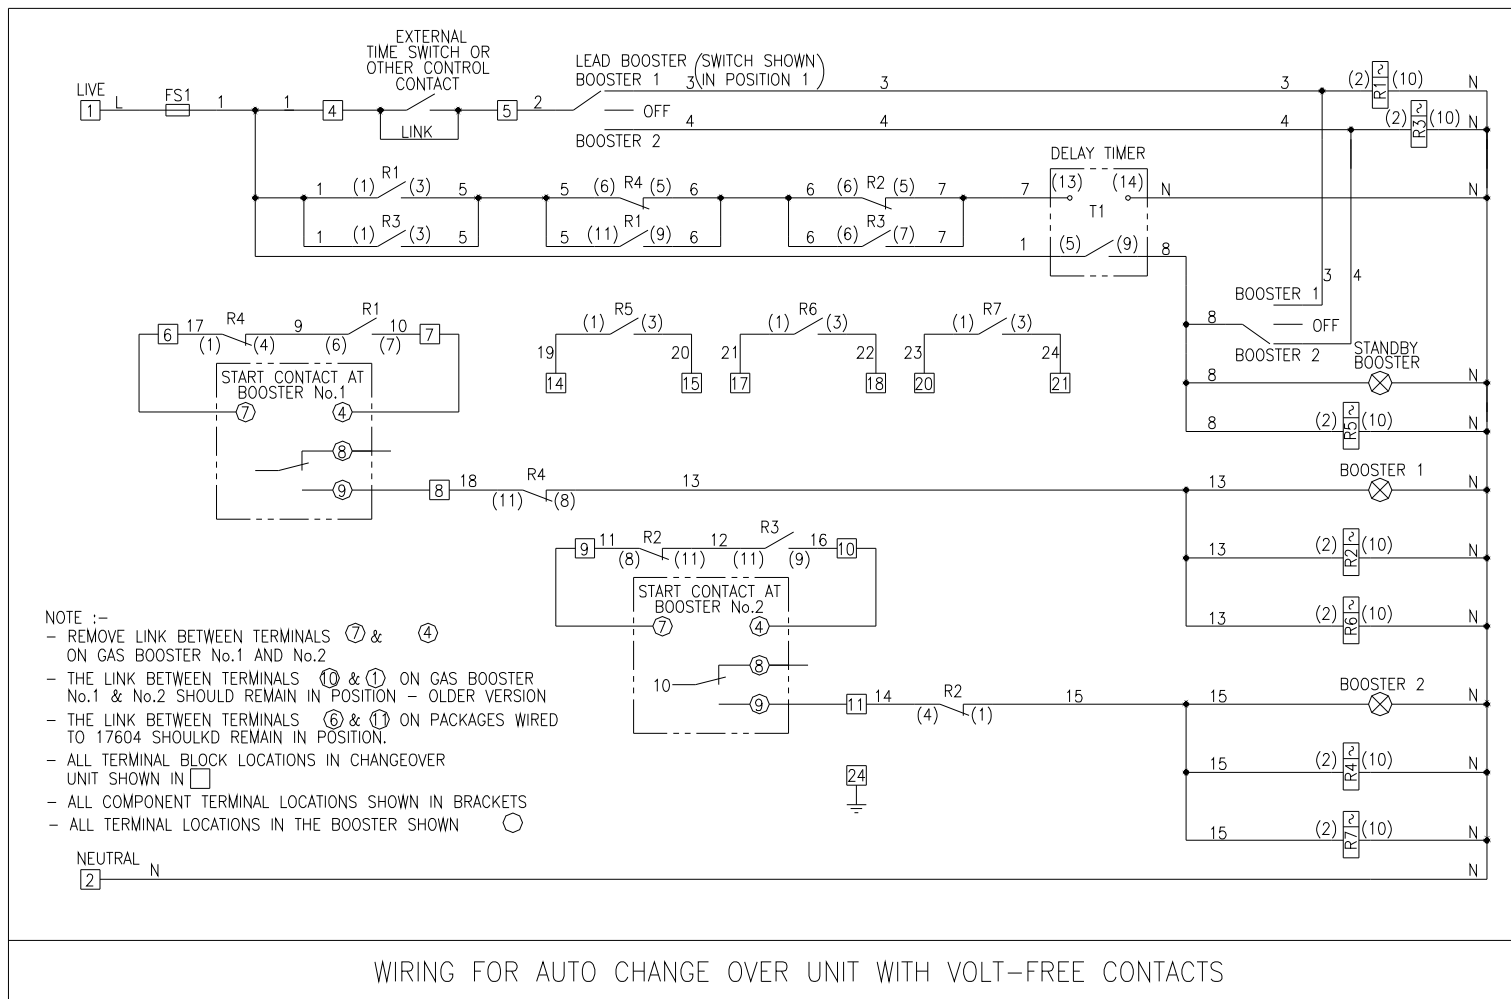 EXTERNAL
TIME SWITCH OR
OTHER CONTROL
CONTACT
LEAD BOOSTER (SWITCH SHOWN
BOOSTER 1 3 IN POSITION 1) 3 3 (2) R1 (10) N
LIVE
1 L FS1 1 1 4 5 2 OFF
LINK
4 4 4 (2) R3 (10) N
BOOSTER 2
DELAY TIMER
R1 R4 R2
1 (1) (3) 5 5 (6) (5) 6 6 (6) (5) 7 7 (13) (14) N N
T1
R3 R1 R3
1 (1) (3) 5 5 (11) (9) 6 6 (6) (7) 7
1 (5) (9) 8
3 4
BOOSTER 1
8 OFF
BOOSTER 2
R4 R1
6 17 9 10 7
(1) (4) (6) (7)
R5 R6 R7
(1) (3) (1) (3) (1) (3)
19 20 21 22 23 24
14 15 17 18 20 21
STANDBY
BOOSTER
8 N
8 (2) R5 (10) N
START CONTACT AT
BOOSTER No.1
7 4
8
9 8 18 R4 13
(11) (8)
BOOSTER 1
13 N
13 (2) R2 (10) N
13 (2) R6 (10) N
R2 R3
9 11 12 16 10
(8) (11) (11) (9)
START CONTACT AT
BOOSTER No.2
7 4
8
10
9 11 14 R2 15
(4) (1)
BOOSTER 2
15 N
15 (2) R4 (10) N
15 (2) R7 (10) N
24
NOTE :-
- REMOVE LINK BETWEEN TERMINALS 7 & 4
ON GAS BOOSTER No.1 AND No.2
- THE LINK BETWEEN TERMINALS 10 & 1 ON GAS BOOSTER
No.1 & No.2 SHOULD REMAIN IN POSITION - OLDER VERSION
- THE LINK BETWEEN TERMINALS 6 & 11 ON PACKAGES WIRED
TO 17604 SHOULKD REMAIN IN POSITION.
- ALL TERMINAL BLOCK LOCATIONS IN CHANGEOVER
UNIT SHOWN IN
- ALL COMPONENT TERMINAL LOCATIONS SHOWN IN BRACKETS
- ALL TERMINAL LOCATIONS IN THE BOOSTER SHOWN
NEUTRAL
2 N N
WIRING FOR AUTO CHANGE OVER UNIT WITH VOLT-FREE CONTACTS